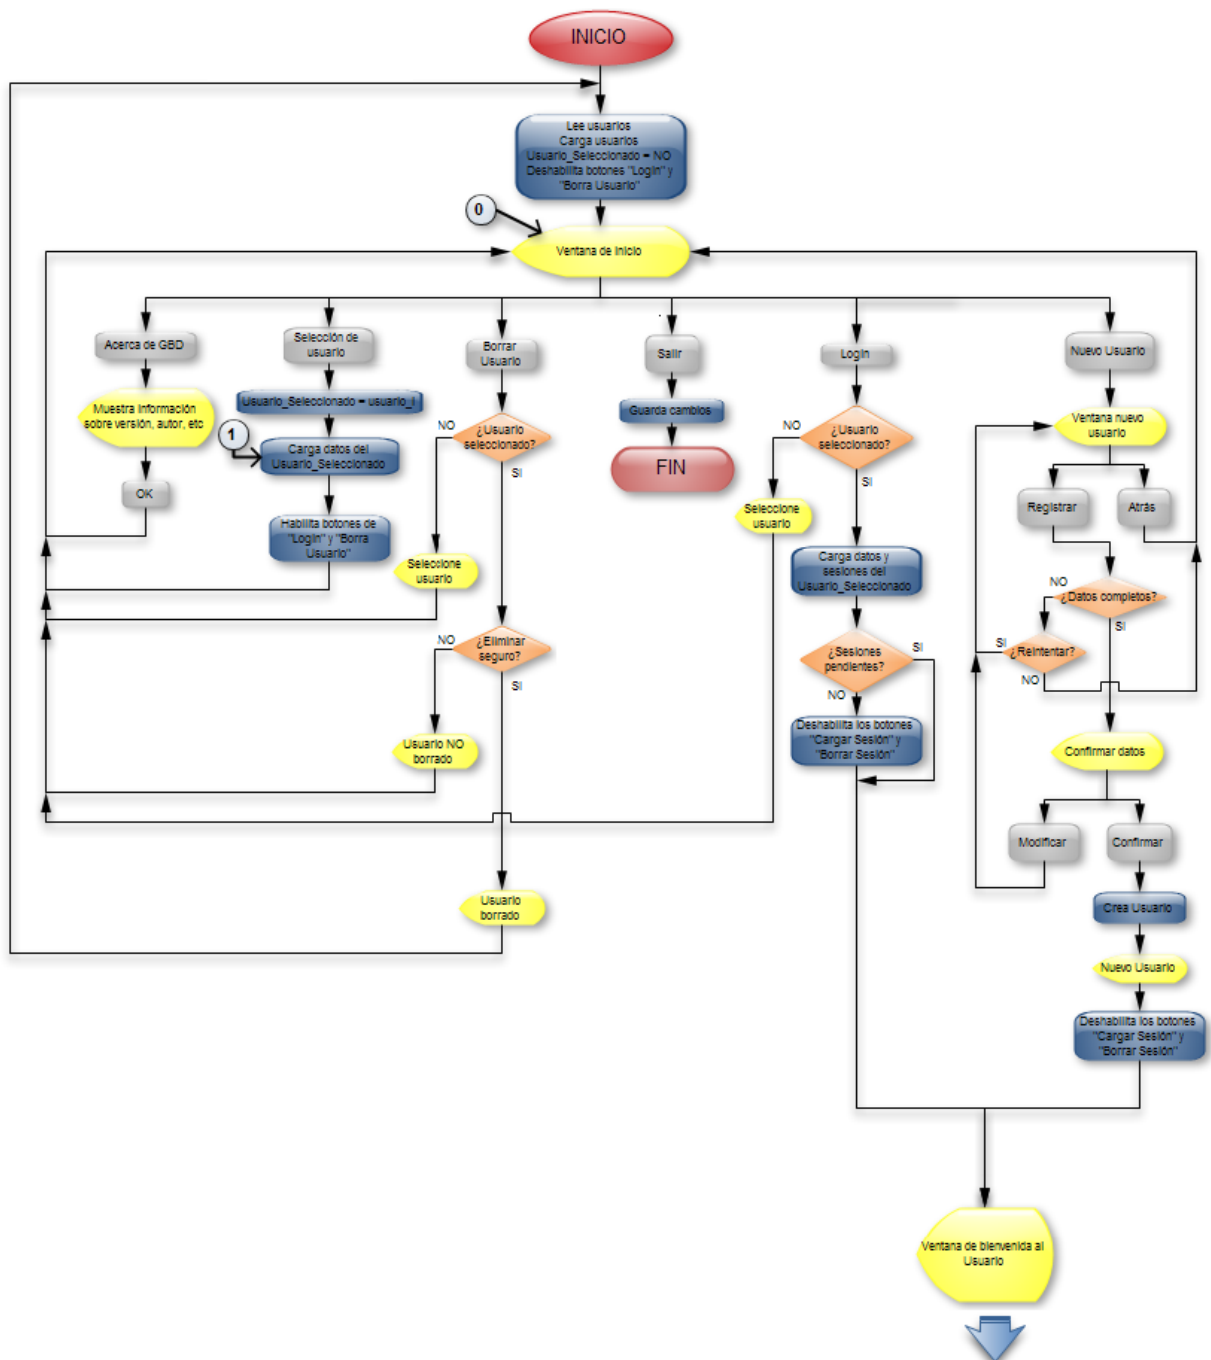 INICIO
Lee usuarios
Carga usuarios
Usuario_Seleccionado = NO
Deshabilita botones "Login" y
"Borra Usuario"
0
Ventana de Inicio
Acerca de GBD
Selección de
usuario
Borrar
Usuario
Salir
Login
Nuevo Usuario
Muestra información
sobre versión, autor, etc
Usuario_Seleccionado = usuario_i
Guarda cambios
Ventana nuevo
usuario
1
Carga datos del
Usuario_Seleccionado
NO
¿Usuario
seleccionado?
SI
FIN
NO
¿Usuario
seleccionado?
SI
OK
Registrar
Atrás
Habilita botones de
"Login" y "Borra
Usuario"
Seleccione
usuario
Seleccione
usuario
Carga datos y
sesiones del
Usuario_Seleccionado
NO
¿Datos completos?
SI
NO
¿Eliminar
seguro?
SI
¿Sesiones
pendientes?
SI
NO
SI
¿Reintentar?
NO
Usuario NO
borrado
Deshabilita los botones
"Cargar Sesión" y
"Borrar Sesión"
Confirmar datos
Modificar
Confirmar
Usuario
borrado
Crea Usuario
Nuevo Usuario
Deshabilita los botones
"Cargar Sesión" y
"Borrar Sesión"
Ventana de bienvenida al
Usuario